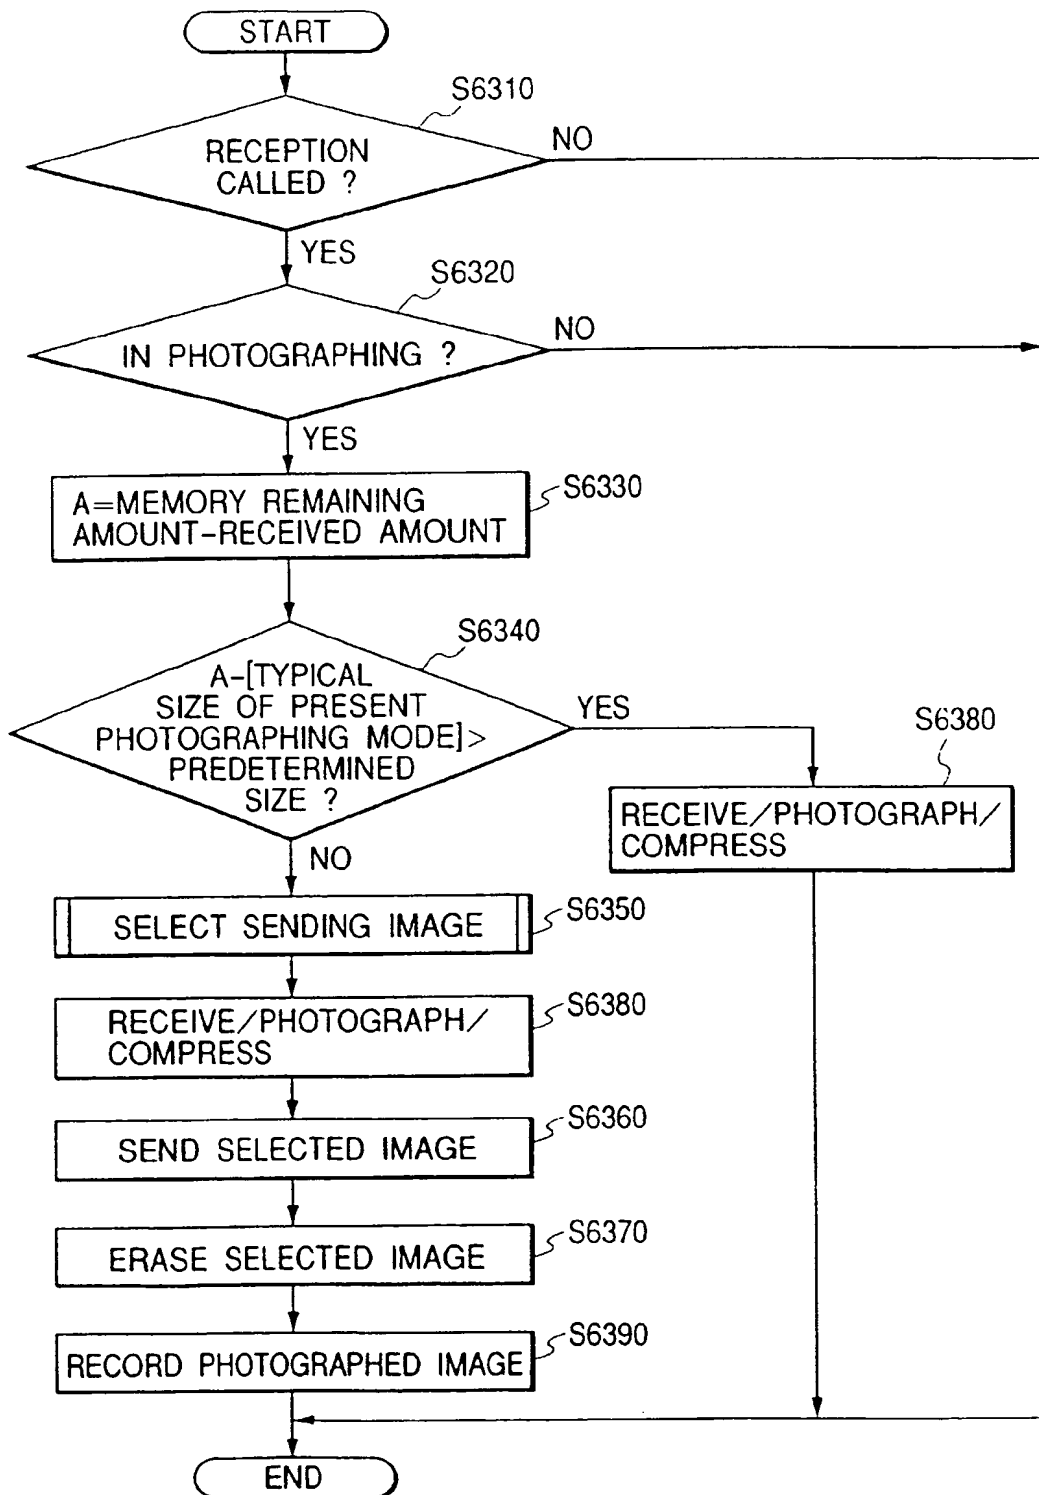 START
S6310
RECEPTION
CALLED ?
NO
YES
S6320
IN PHOTOGRAPHING ?
NO
YES
A=MEMORY REMAINING
AMOUNT-RECEIVED AMOUNT
S6330
S6340
A-[TYPICAL
SIZE OF PRESENT
PHOTOGRAPHING MODE]>
PREDETERMINED
SIZE ?
YES
NO
S6380
RECEIVE/PHOTOGRAPH/
COMPRESS
SELECT SENDING IMAGE
S6350
RECEIVE/PHOTOGRAPH/
COMPRESS
S6380
SEND SELECTED IMAGE
S6360
ERASE SELECTED IMAGE
S6370
RECORD PHOTOGRAPHED IMAGE
S6390
END